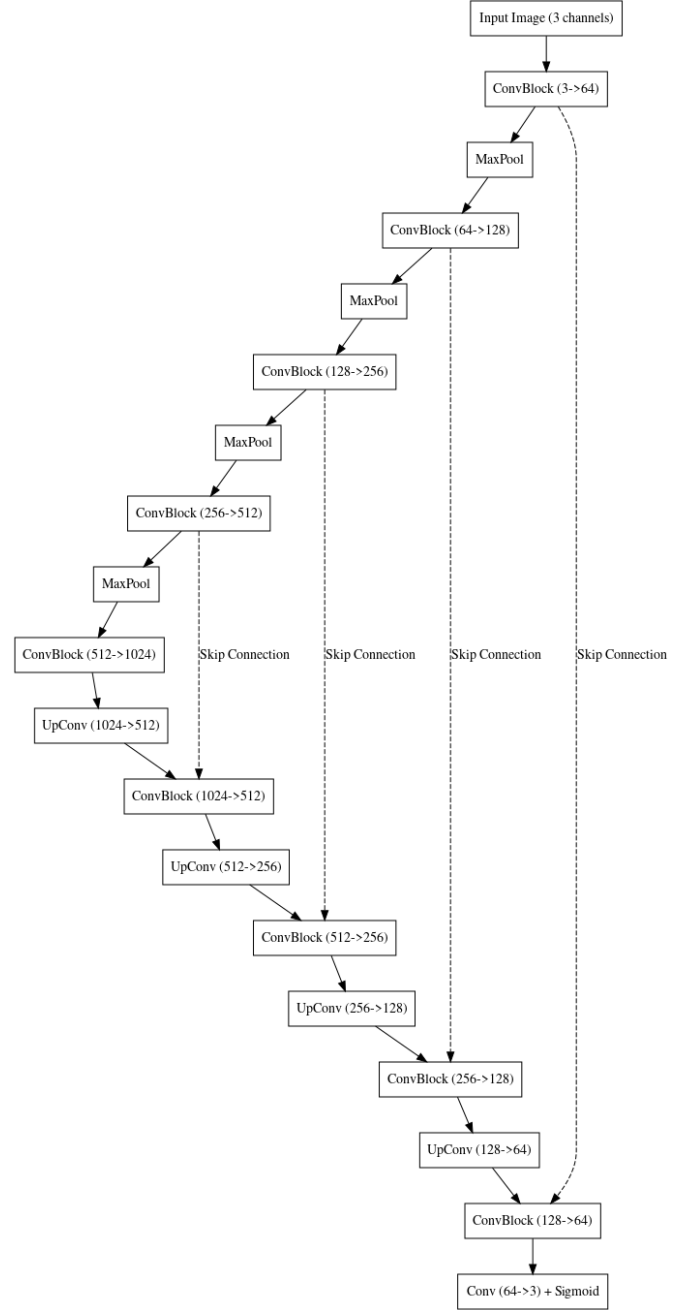 Input Image (3 channels)
ConvBlock (3->64)
MaxPool
ConvBlock (64->128)
MaxPool
ConvBlock (128->256)
MaxPool
ConvBlock (256->512)
MaxPool
ConvBlock (512->1024)
Skip Connection
Skip Connection
Skip Connection
Skip Connection
UpConv (1024->512)
ConvBlock (1024->512)
UpConv (512->256)
ConvBlock (512->256)
UpConv (256->128)
ConvBlock (256->128)
UpConv (128->64)
ConvBlock (128->64)
Conv (64->3) + Sigmoid